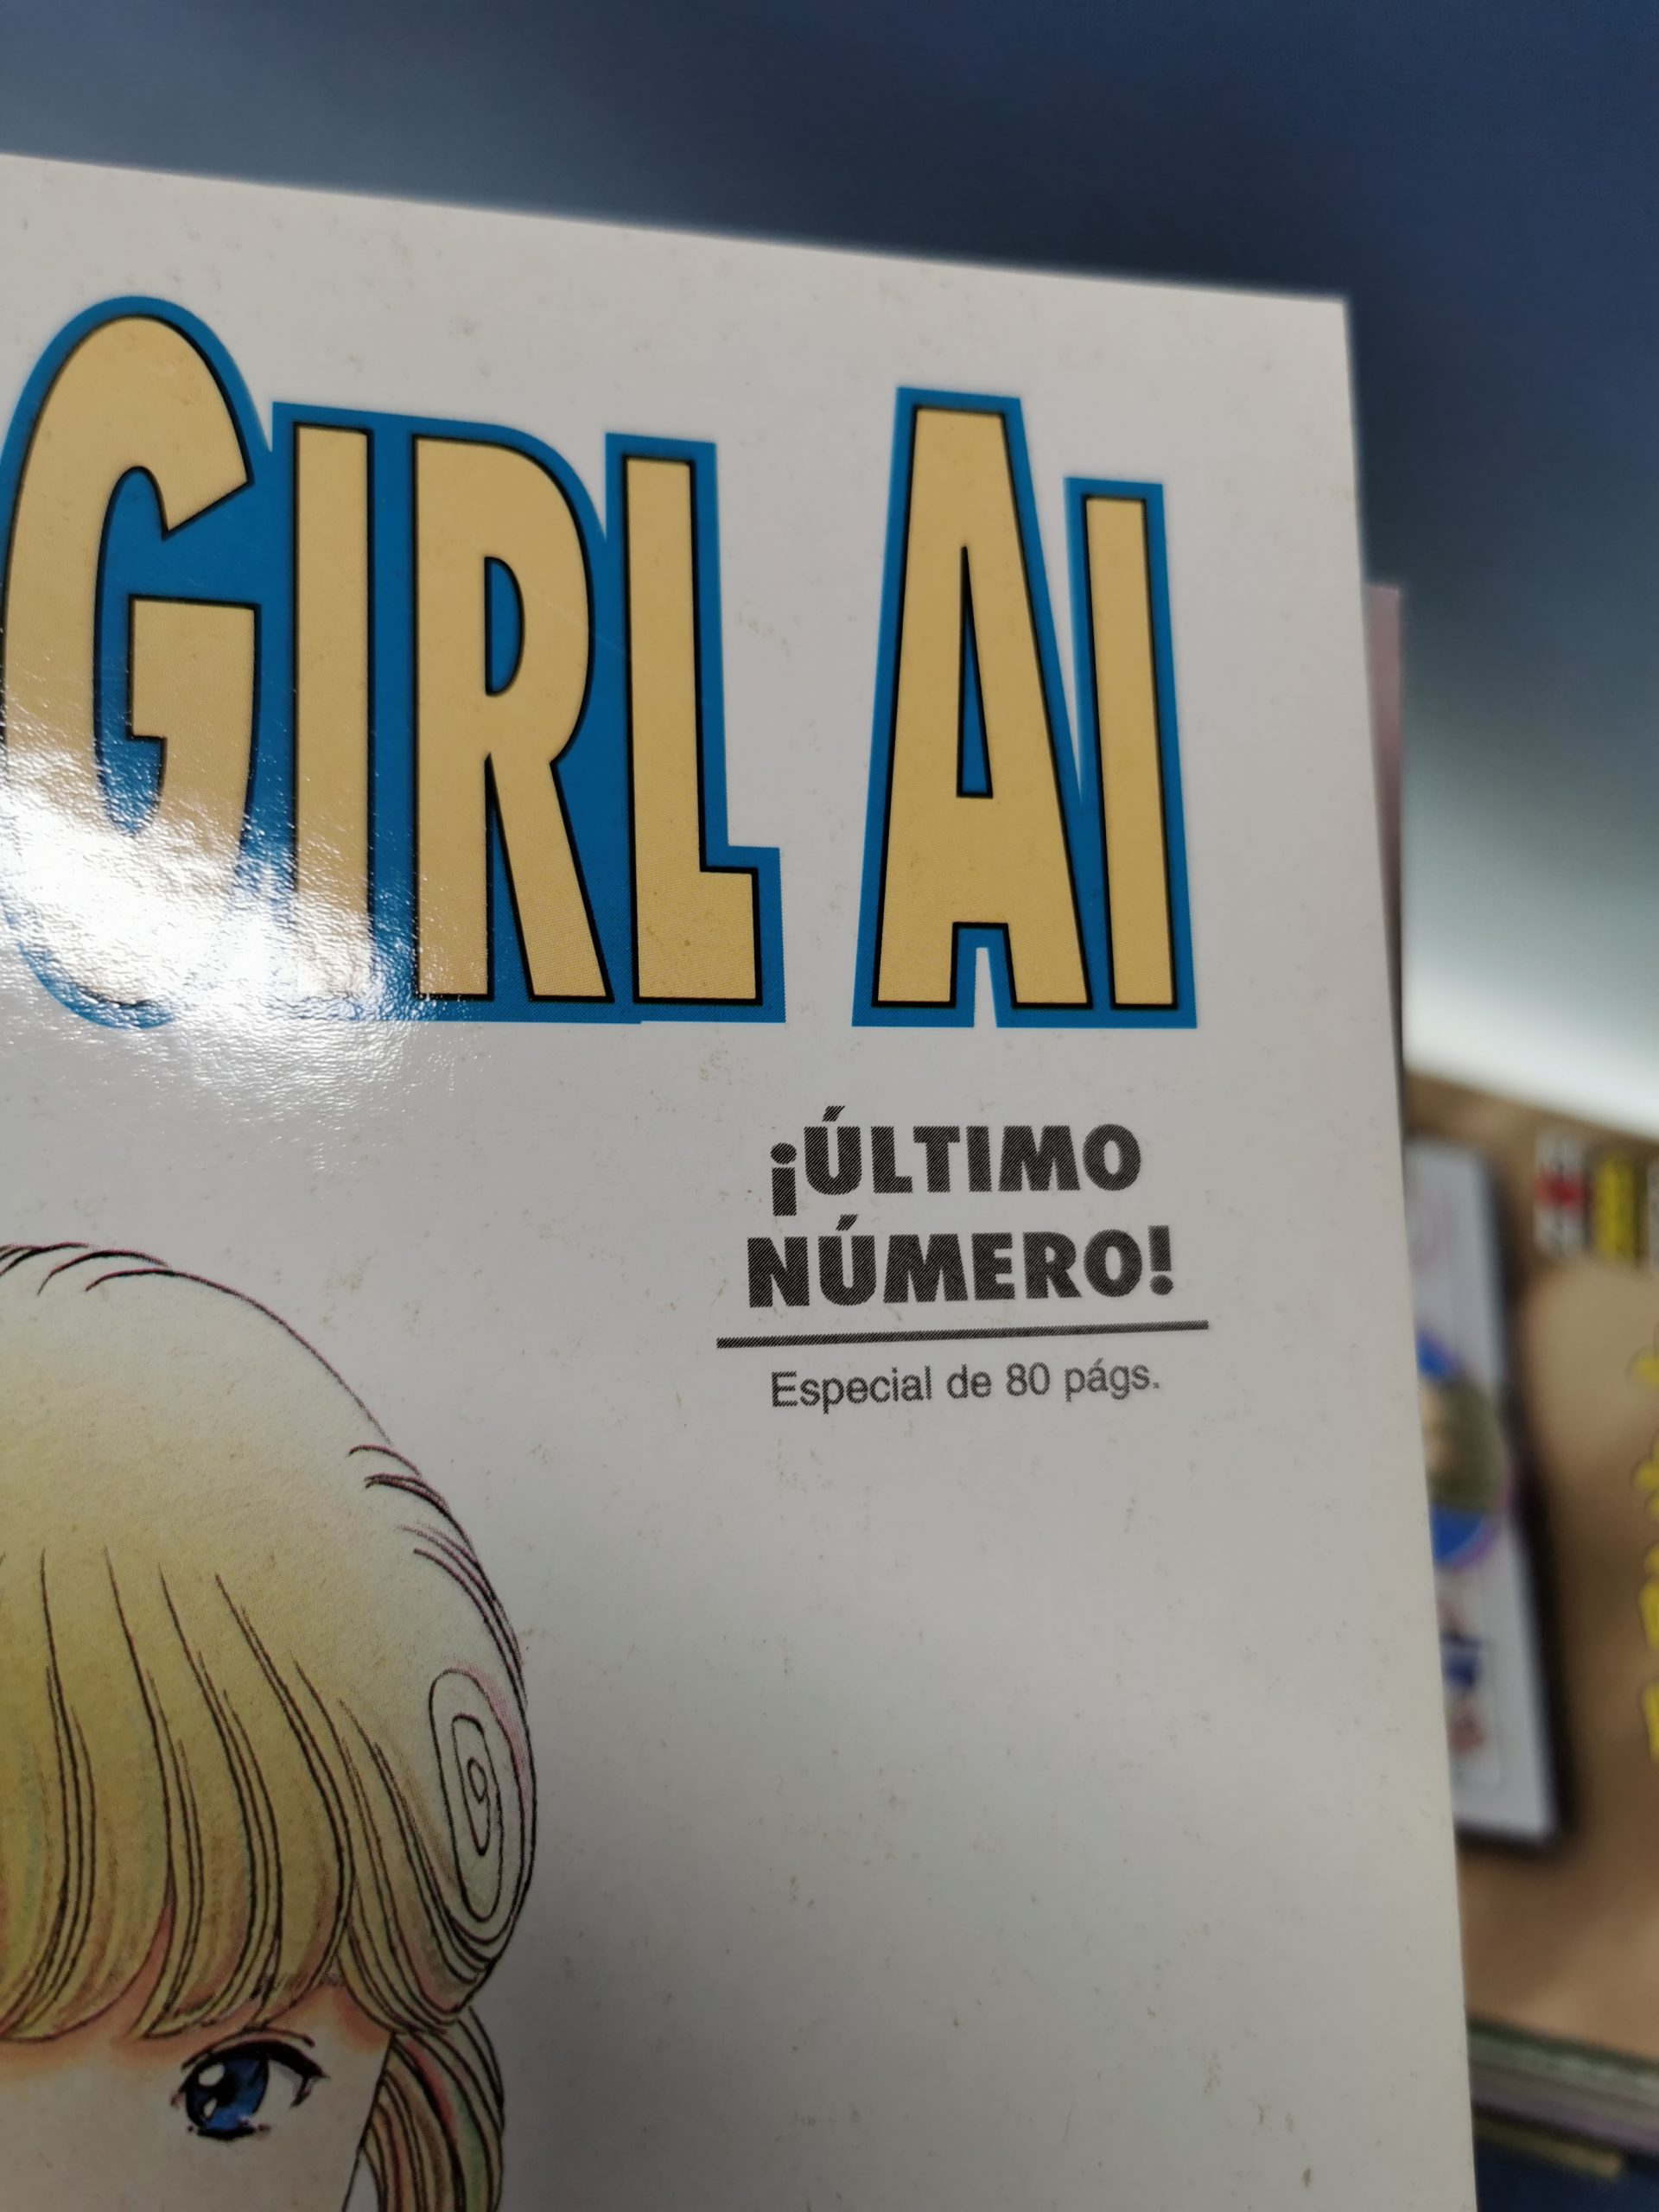 GIRL AI
¡ÚLTIMO
NÚMERO!
Especial de 80 págs.